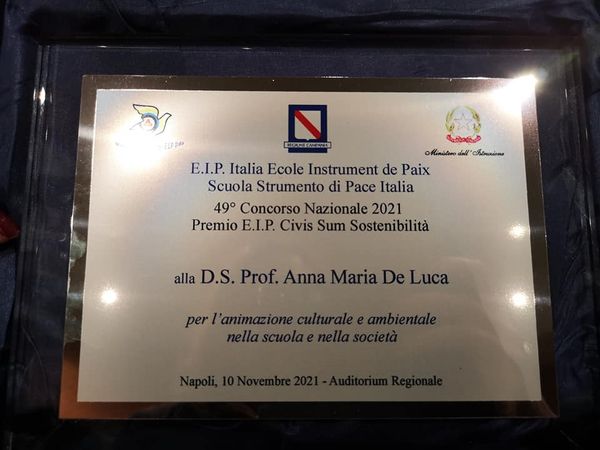 REGIONE CAMPANIA
Ministero dell'Istruzione
E.I.P. Italia Ecole Instrument de Paix
Scuola Strumento di Pace Italia
49° Concorso Nazionale 2021
Premio E.I.P. Civis Sum Sostenibilità
alla D.S. Prof. Anna Maria De Luca
per l'animazione culturale e ambientale
nella scuola e nella società
Napoli, 10 Novembre 2021 - Auditorium Regionale